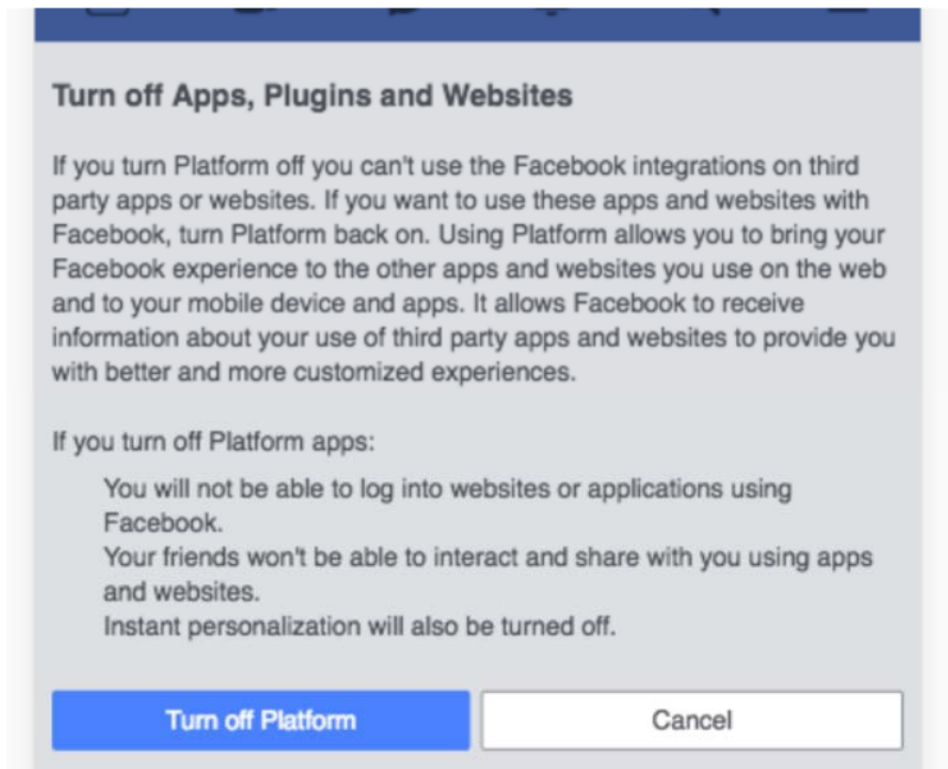 Turn off Apps, Plugins and Websites
If you turn Platform off you can't use the Facebook integrations on third
party apps or websites. If you want to use these apps and websites with
Facebook, turn Platform back on. Using Platform allows you to bring your
Facebook experience to the other apps and websites you use on the web
and to your mobile device and apps. It allows Facebook to receive
information about your use of third party apps and websites to provide you
with better and more customized experiences.
If you turn off Platform apps:
You will not be able to log into websites or applications using
Facebook.
Your friends won't be able to interact and share with you using apps
and websites.
Instant personalization will also be turned off.
Turn off Platform
Cancel